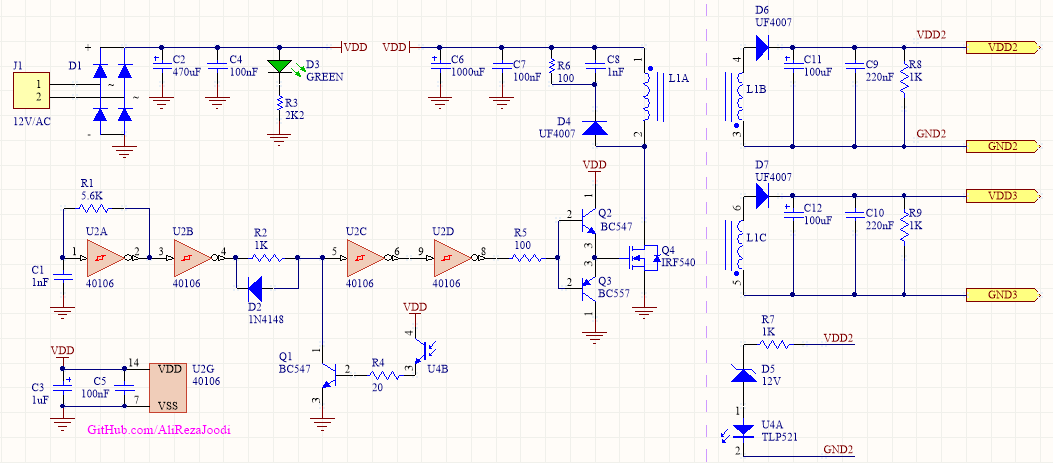 D6
UF4007
J1
D1
+
C2
470uF
C4
100nF
D3
GREEN
VDD
VDD
C6
1000uF
C7
100nF
R6
100
C8
1nF
1
L1A
2
4
L1B
3
C11
100uF
C9
220nF
R8
1K
VDD2
VDD2
1
2
~
~
-
12V/AC
R3
2K2
D4
UF4007
GND2
GND2
VDD
D7
UF4007
R1
5.6K
Q2
BC547
1
2
3
6
L1C
5
C12
100uF
C10
220nF
R9
1K
VDD3
C1
1nF
1
U2A
2
40106
3
U2B
4
40106
R2
1K
D2
1N4148
5
U2C
6
40106
9
U2D
8
40106
R5
100
2
3
Q3
BC557
1
Q4
IRF540
GND3
VDD
4
U4B
3
Q1
BC547
1
2
3
R4
20
R7
1K
VDD2
D5
12V
1
U4A
TLP521
2
GND2
VDD
C3
1uF
C5
100nF
14
VDD
7
VSS
U2G
40106
GitHub.com/AliRezaJoodi